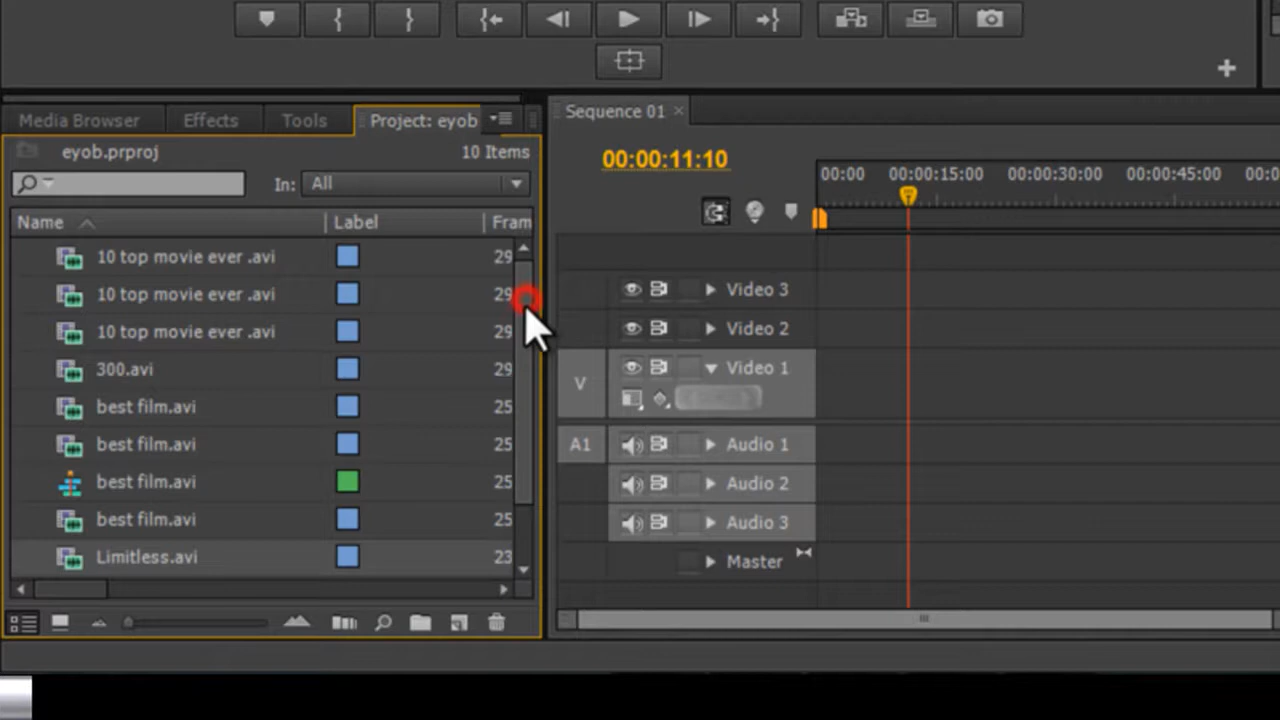 Media Browser Effects Tools Project: eyob
eyob.prproj 10 Items
In: All
Name Label Fram
10 top movie ever .avi 29
10 top movie ever .avi 29
10 top movie ever .avi 29
300.avi 29
best film.avi 25
best film.avi 25
best film.avi 25
best film.avi 25
Limitless.avi 23
Sequence 01
00:00:11:10
00:00 00:00:15:00 00:00:30:00 00:00:45:00 00:0
Video 3
Video 2
V Video 1
A1 Audio 1
Audio 2
Audio 3
Master